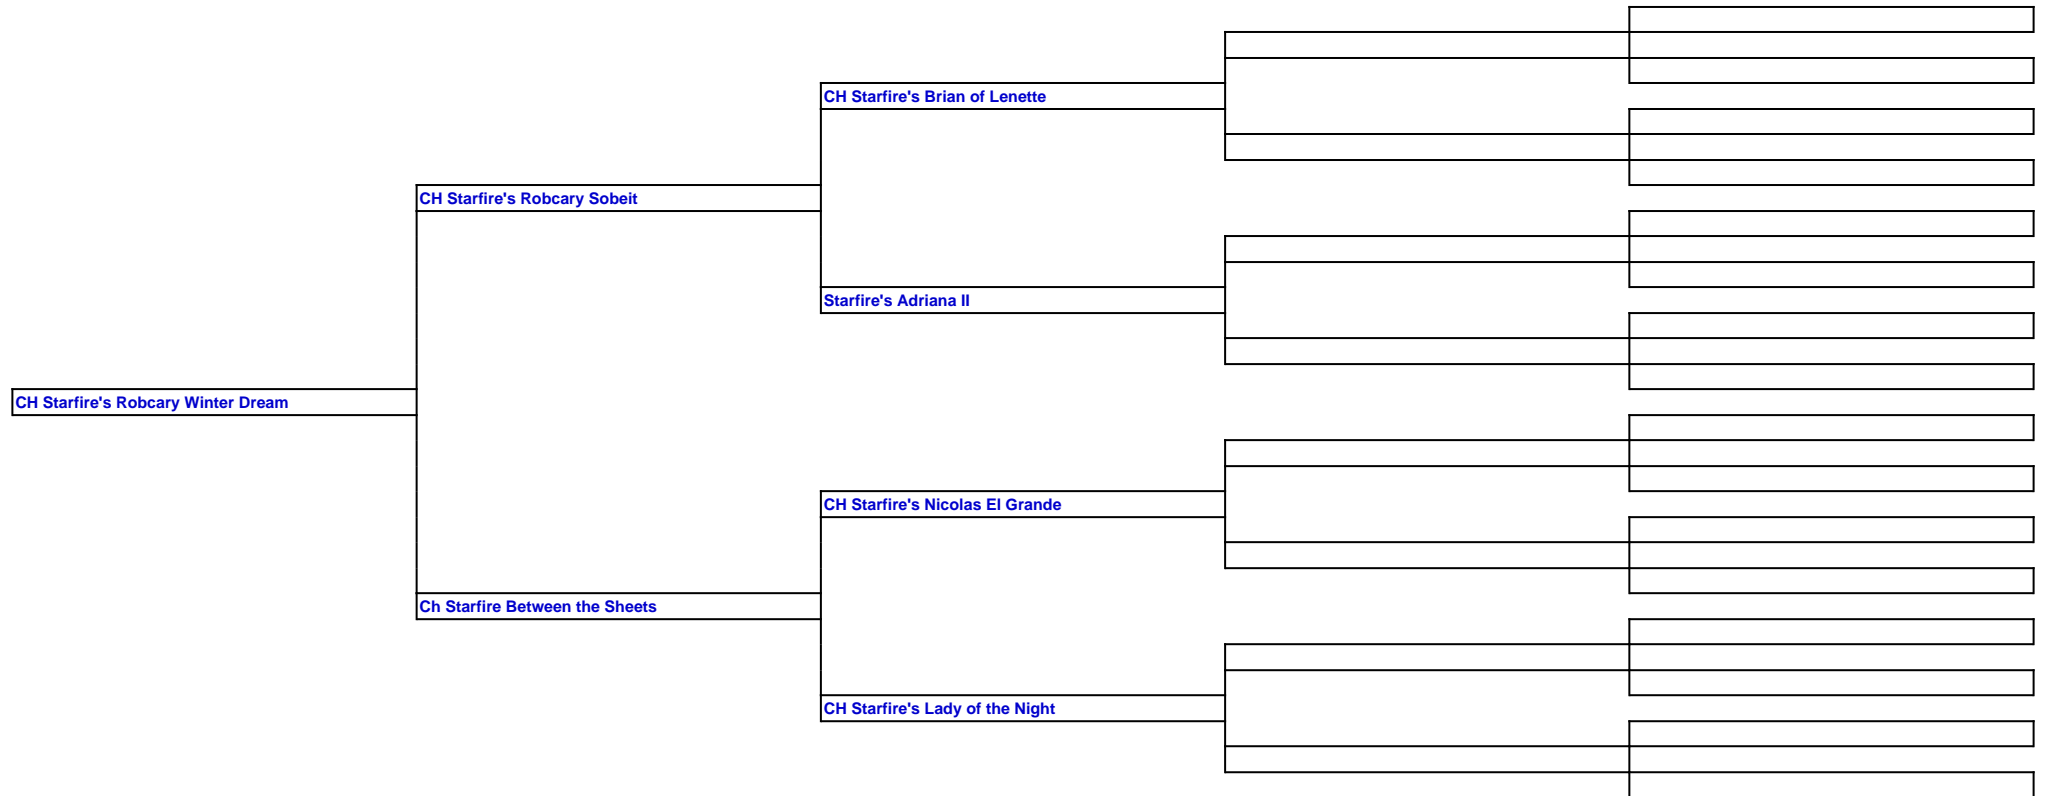 CH Starfire's Brian of Lenette
CH Starfire's Robcary Sobeit
Starfire's Adriana II
CH Starfire's Robcary Winter Dream
CH Starfire's Nicolas El Grande
Ch Starfire Between the Sheets
CH Starfire's Lady of the Night